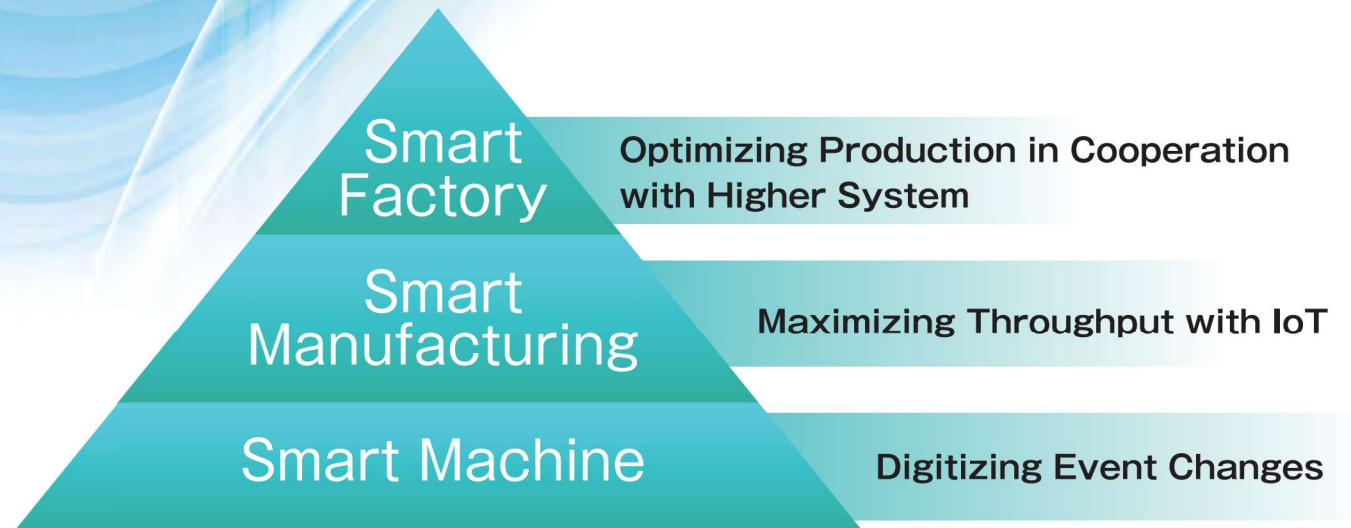 Smart
Factory
Optimizing Production in Cooperation
with Higher System
Smart
Manufacturing
Maximizing Throughput with IoT
Smart Machine
Digitizing Event Changes